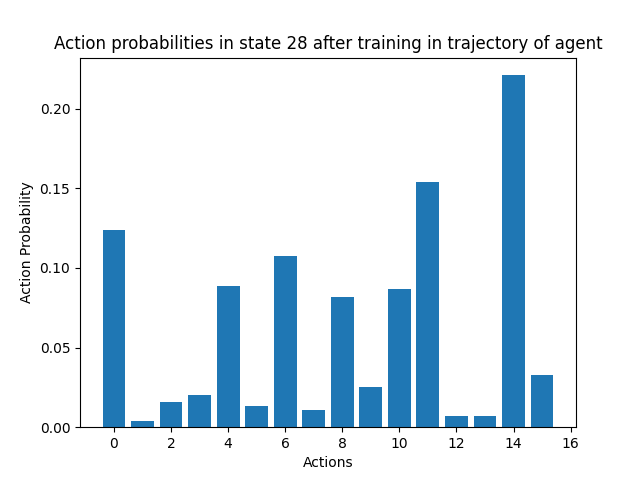 Action probabilities in state 28 after training in trajectory of agent
Action Probability
0.20
0.15
0.10
0.05
0.00
0 2 4 6 8 10 12 14 16
Actions